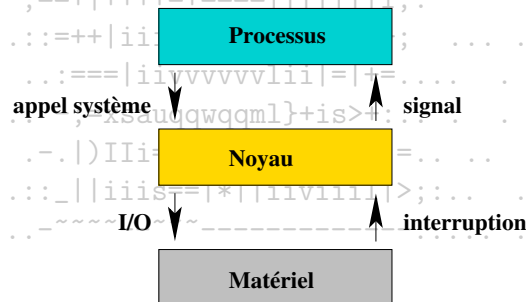 Processus
appel système
signal
Noyau
I/O
interruption
Matériel